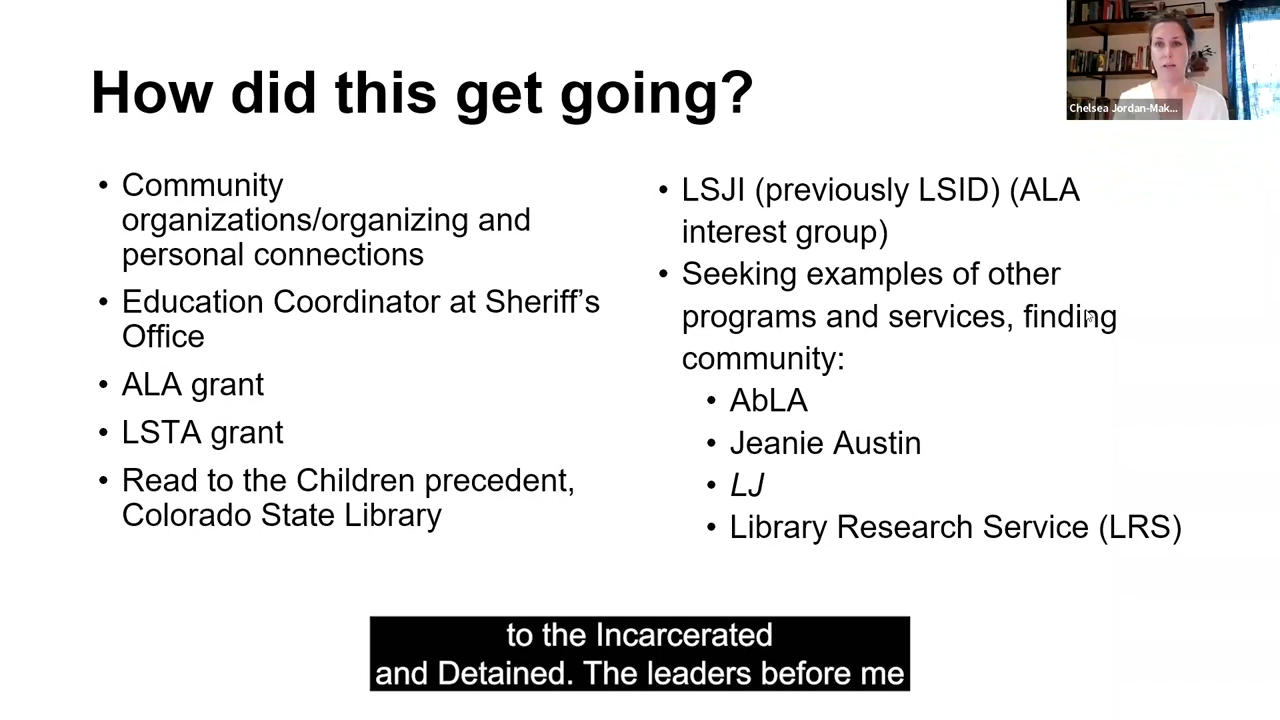 How did this get going?
Chelsea Jordan-Mak...
• Community
organizations/organizing and
personal connections
• Education Coordinator at Sheriff’s
Office
• ALA grant
• LSTA grant
• Read to the Children precedent,
Colorado State Library
• LSJI (previously LSID) (ALA
interest group)
• Seeking examples of other
programs and services, finding
community:
• AbLA
• Jeanie Austin
• LJ
• Library Research Service (LRS)
to the Incarcerated
and Detained. The leaders before me